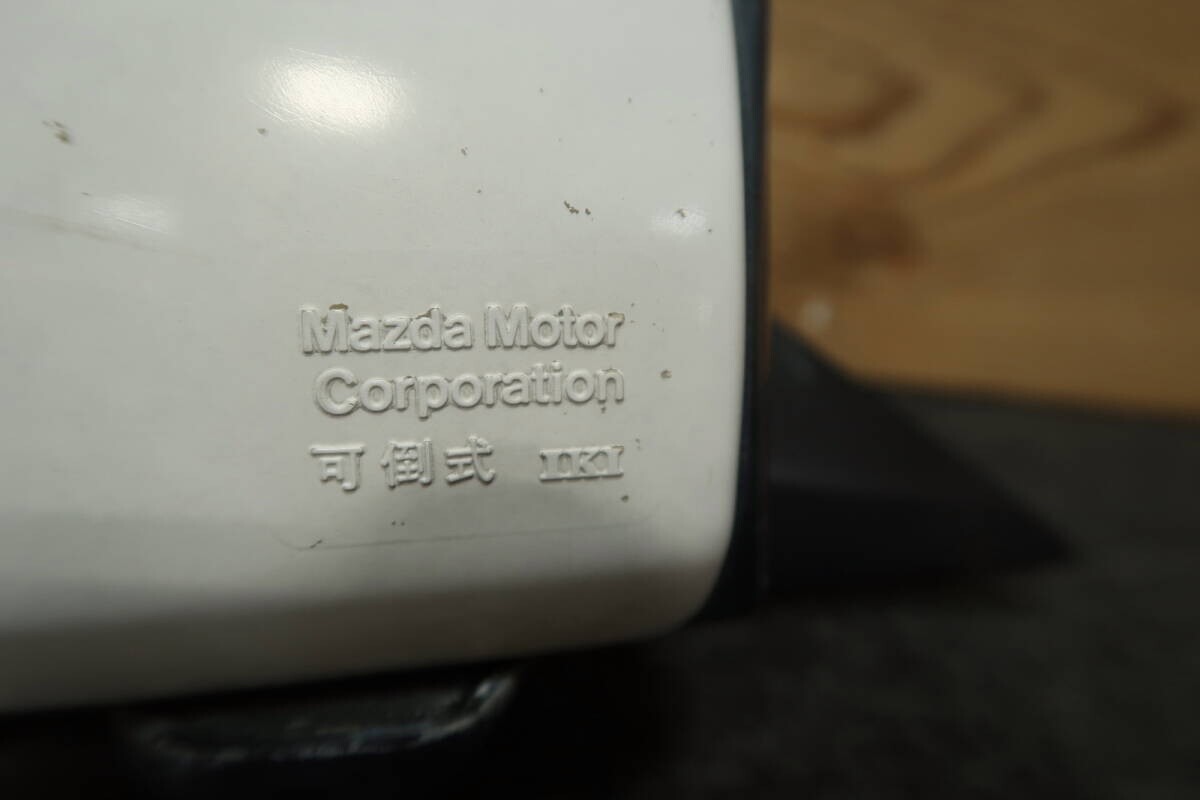 Mazda Motor
Corporation
可倒式 IKI